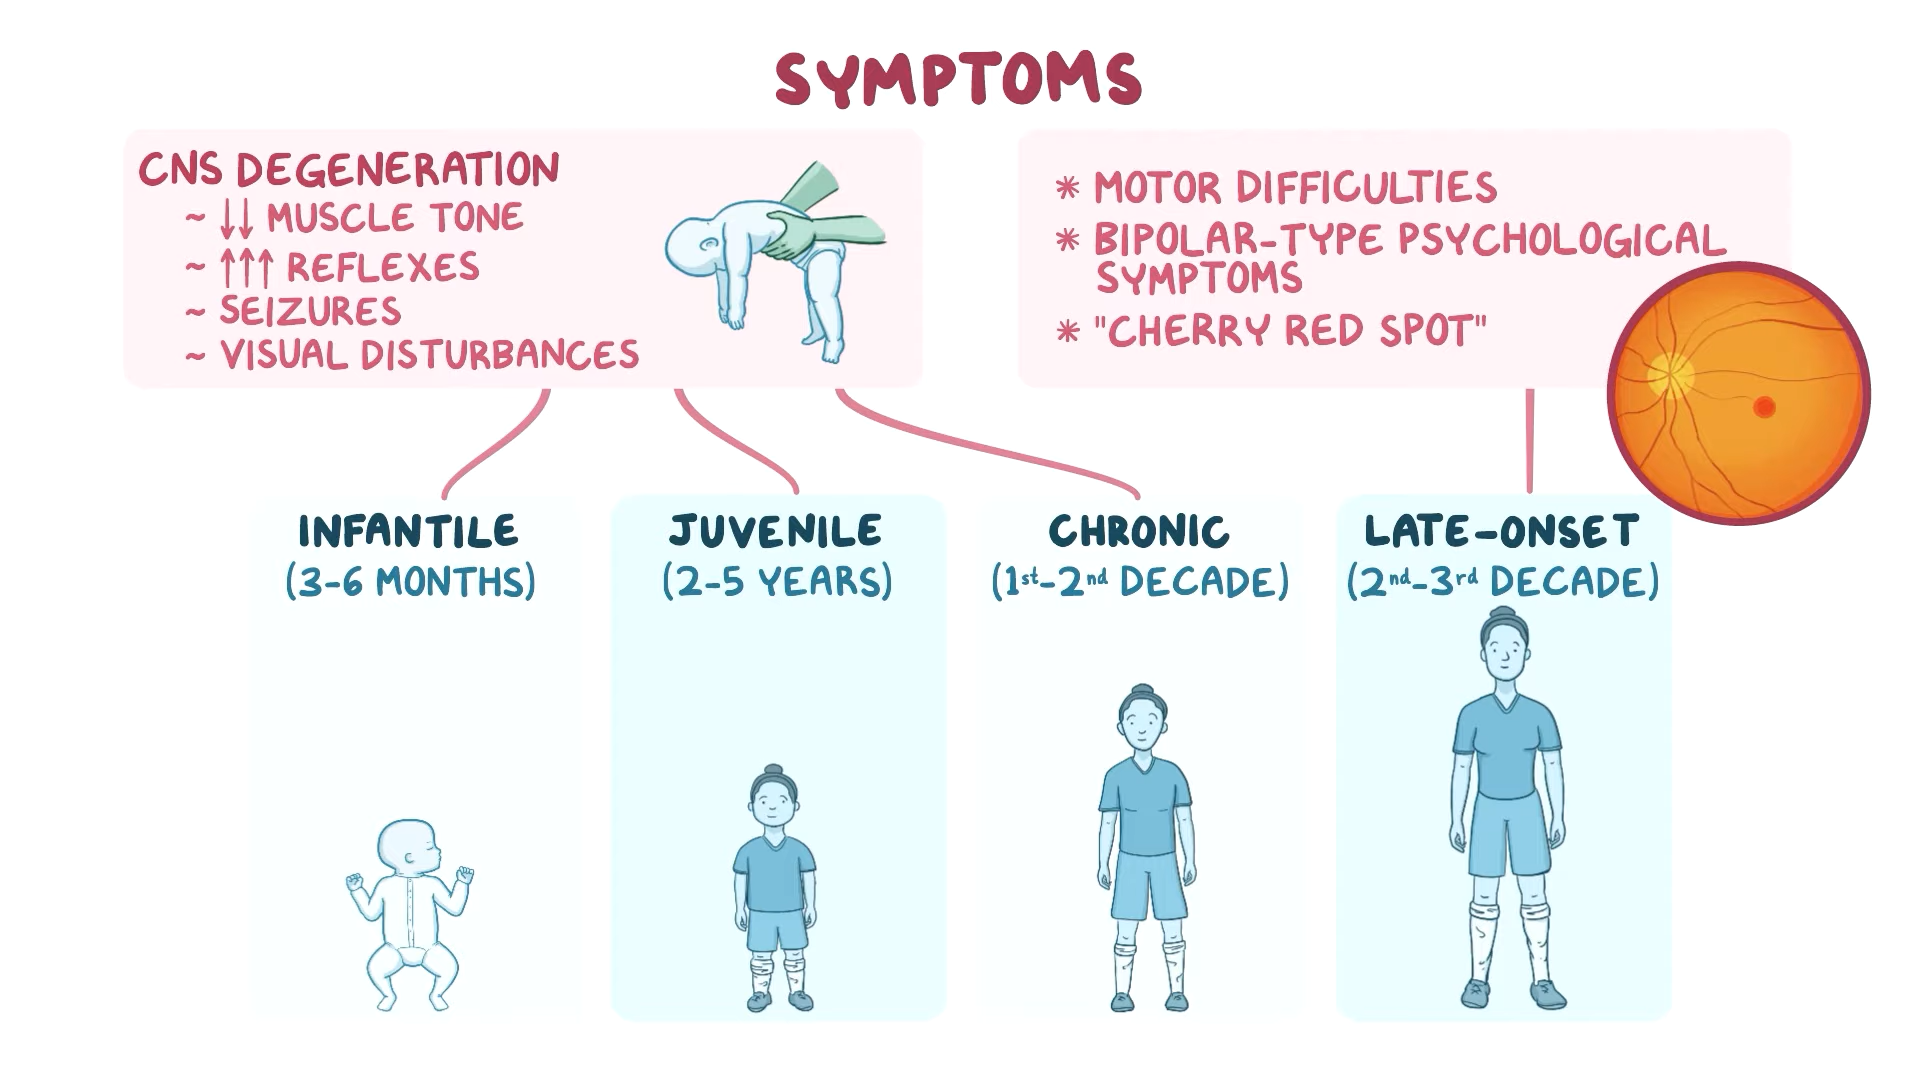 SYMPTOMS
CNS DEGENERATION
~ ↓↓ MUSCLE TONE
~ ↑↑↑ REFLEXES
~ SEIZURES
~ VISUAL DISTURBANCES
* MOTOR DIFFICULTIES
* BIPOLAR-TYPE PSYCHOLOGICAL
SYMPTOMS
* "CHERRY RED SPOT"
INFANTILE
(3-6 MONTHS)
JUVENILE
(2-5 YEARS)
CHRONIC
(1st-2nd DECADE)
LATE-ONSET
(2nd-3rd DECADE)